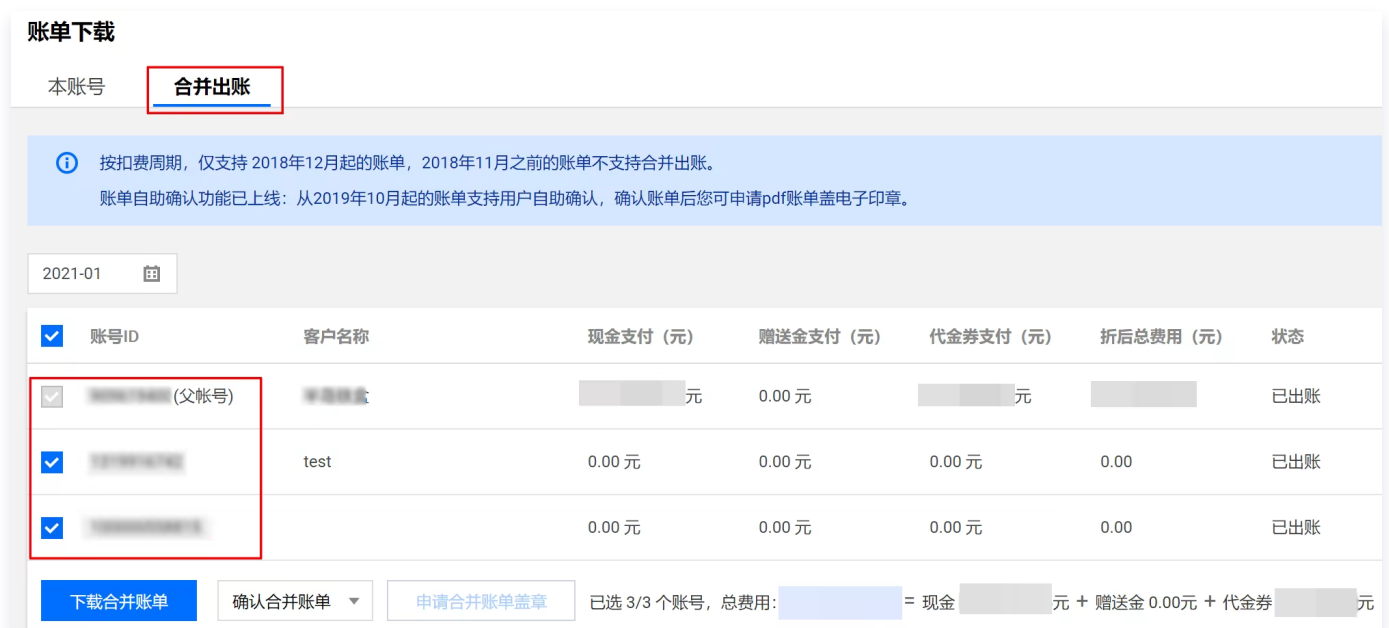 账单下载
本账号 合并出账
按扣费周期，仅支持 2018年12月起的账单，2018年11月之前的账单不支持合并出账。
账单自助确认功能已上线：从2019年10月起的账单支持用户自助确认，确认账单后您可申请pdf账单盖电子印章。
2021-01
账号ID 客户名称 现金支付（元） 赠送金支付（元） 代金券支付（元） 折后总费用（元） 状态
(父帐号) 元 0.00 元 元 已出账
test 0.00 元 0.00 元 0.00 元 0.00 已出账
0.00 元 0.00 元 0.00 元 0.00 已出账
下载合并账单 确认合并账单 申请合并账单盖章 已选 3/3 个账号，总费用: = 现金 元 + 赠送金 0.00元 + 代金券 元